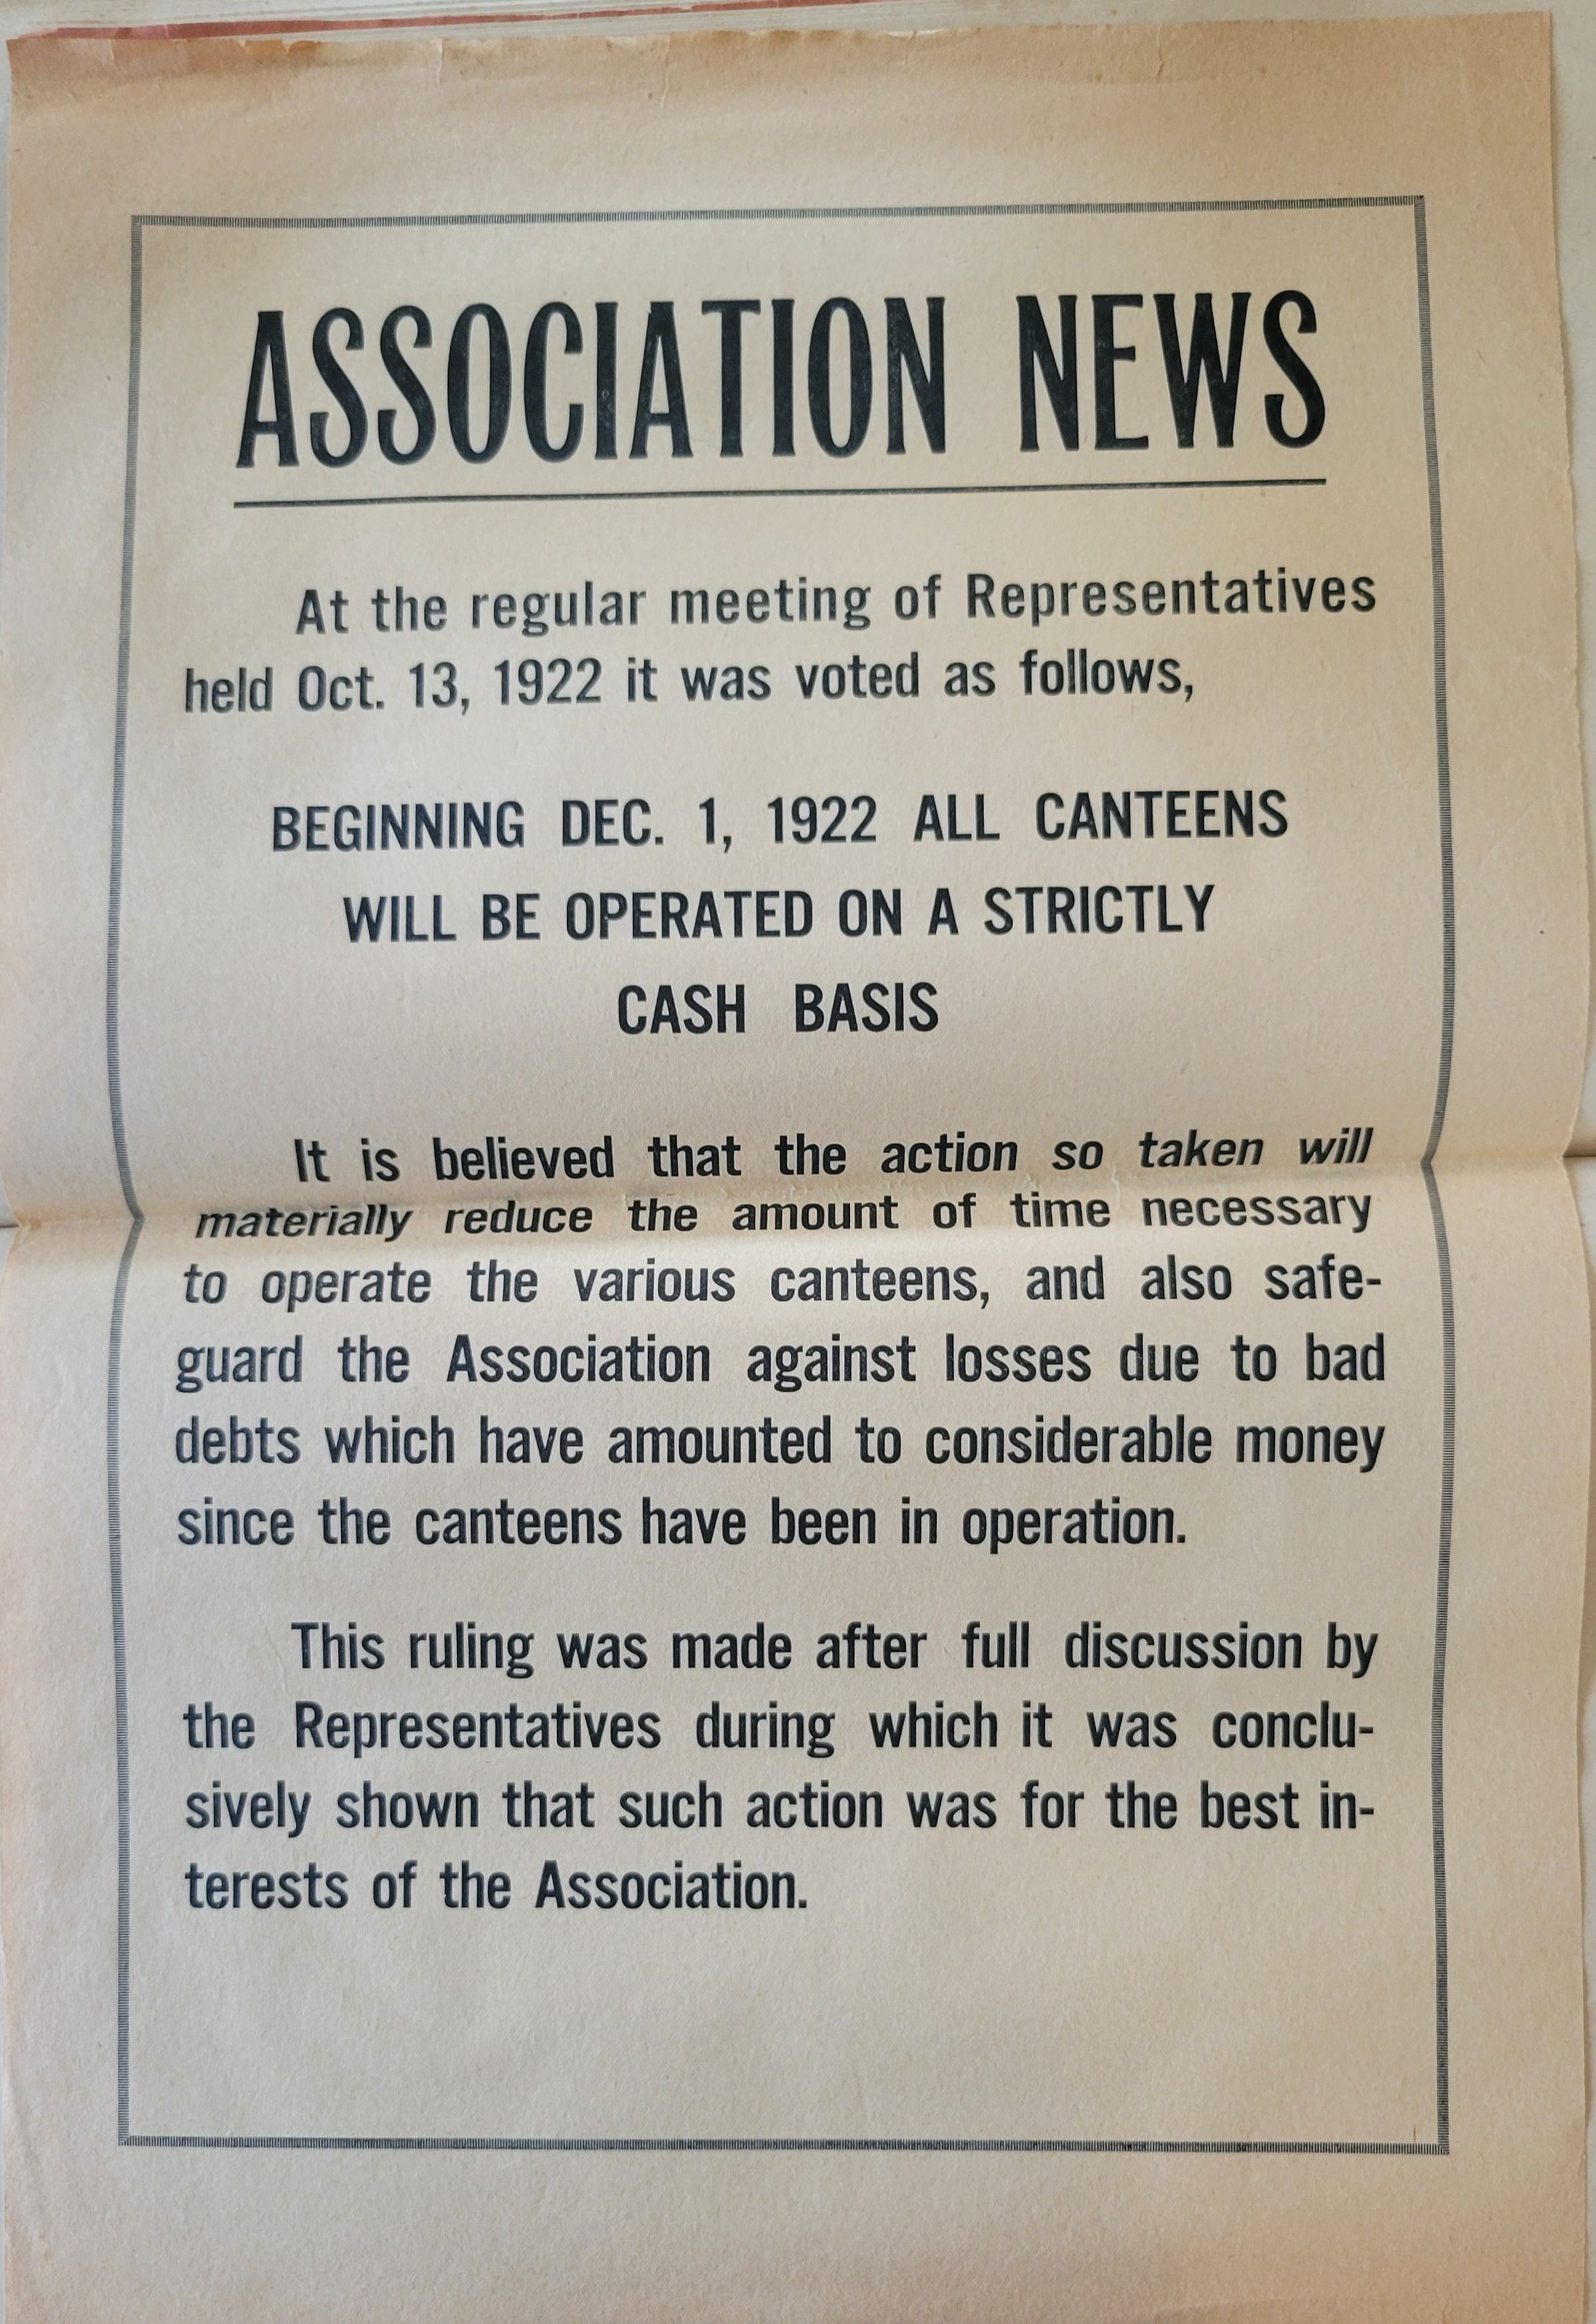 ASSOCIATION NEWS
At the regular meeting of Representatives
held Oct. 13, 1922 it was voted as follows,
BEGINNING DEC. 1, 1922 ALL CANTEENS
WILL BE OPERATED ON A STRICTLY
CASH BASIS
It is believed that the action so taken will
materially reduce the amount of time necessary
to operate the various canteens, and also safe-
guard the Association against losses due to bad
debts which have amounted to considerable money
since the canteens have been in operation.
This ruling was made after full discussion by
the Representatives during which it was conclu-
sively shown that such action was for the best in-
terests of the Association.